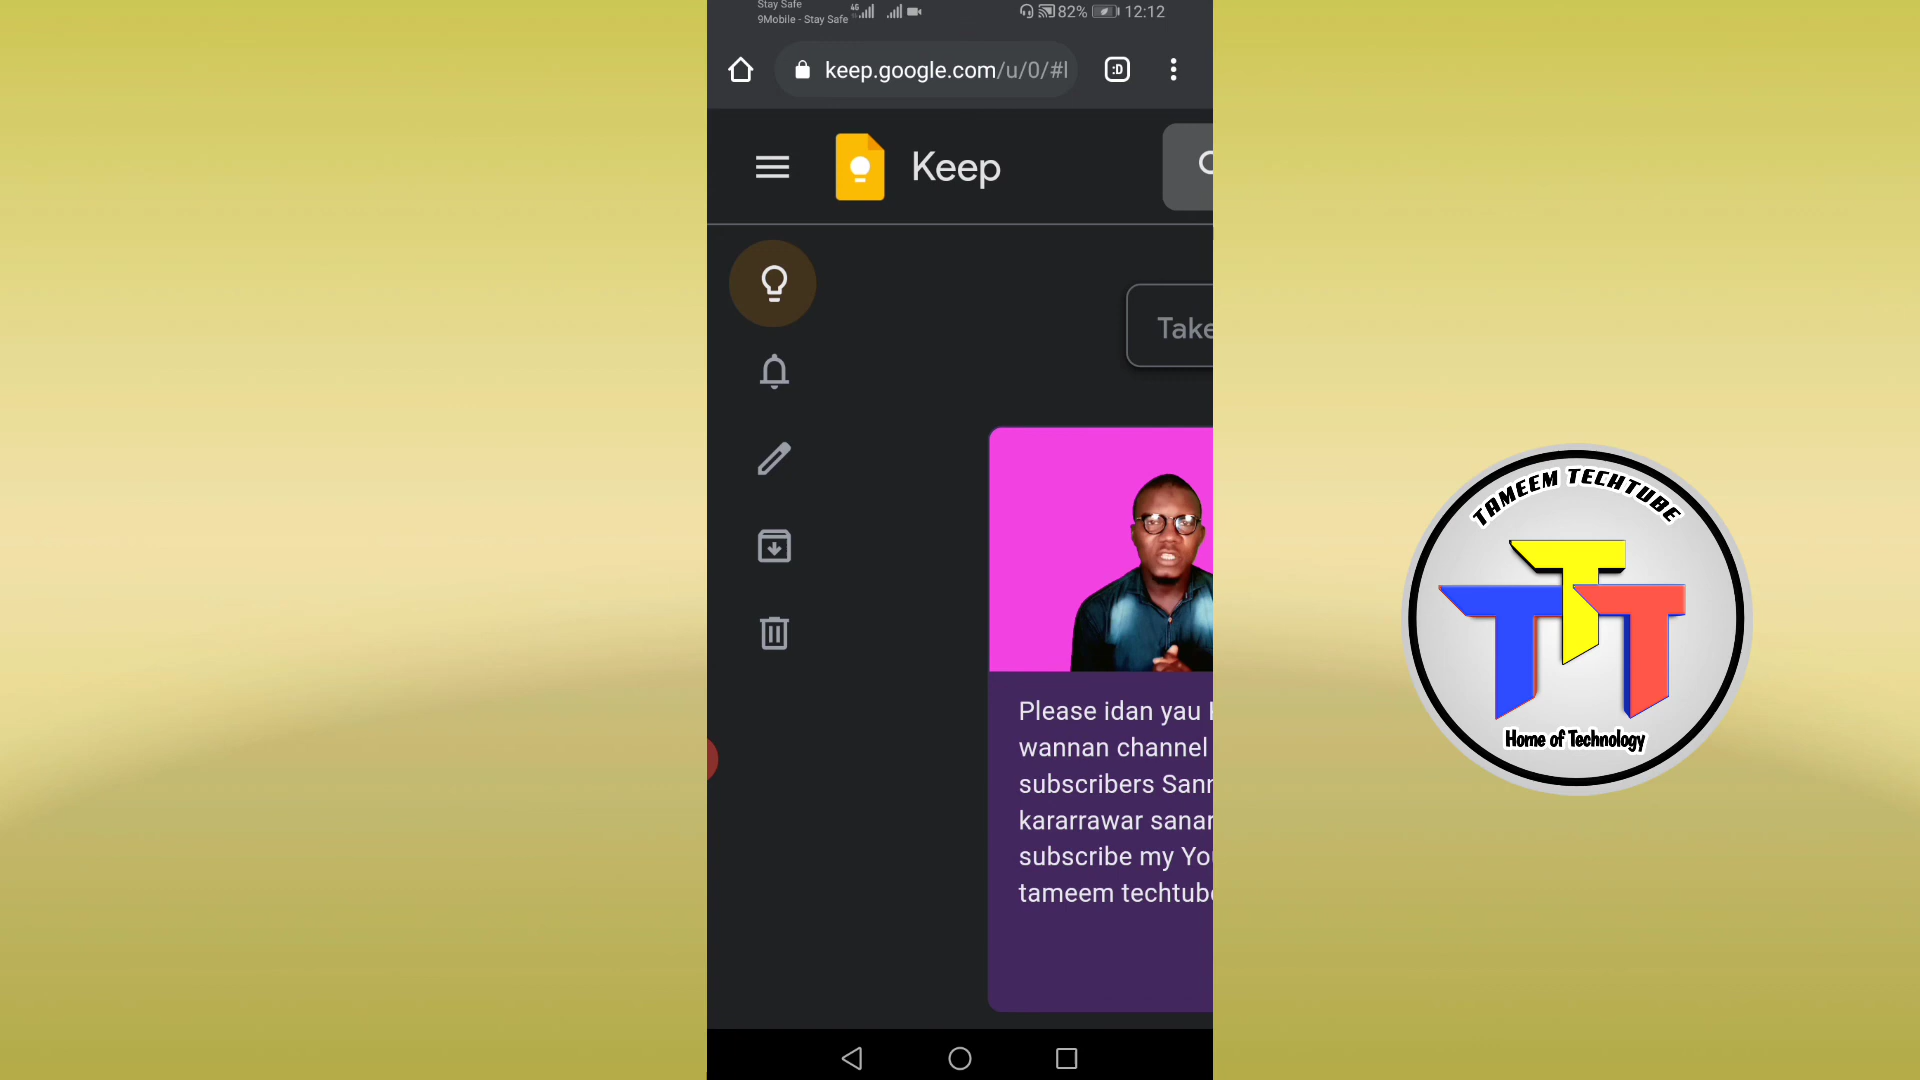 Stay Safe
9Mobile - Stay Safe
4G
82%
12:12
keep.google.com/u/0/#
:D
Keep
Take
Please idan yau
wannan channel
subscribers
kararrawar
subscribe my
tameem
TAMEEM TECHTUBE
Home of Technology